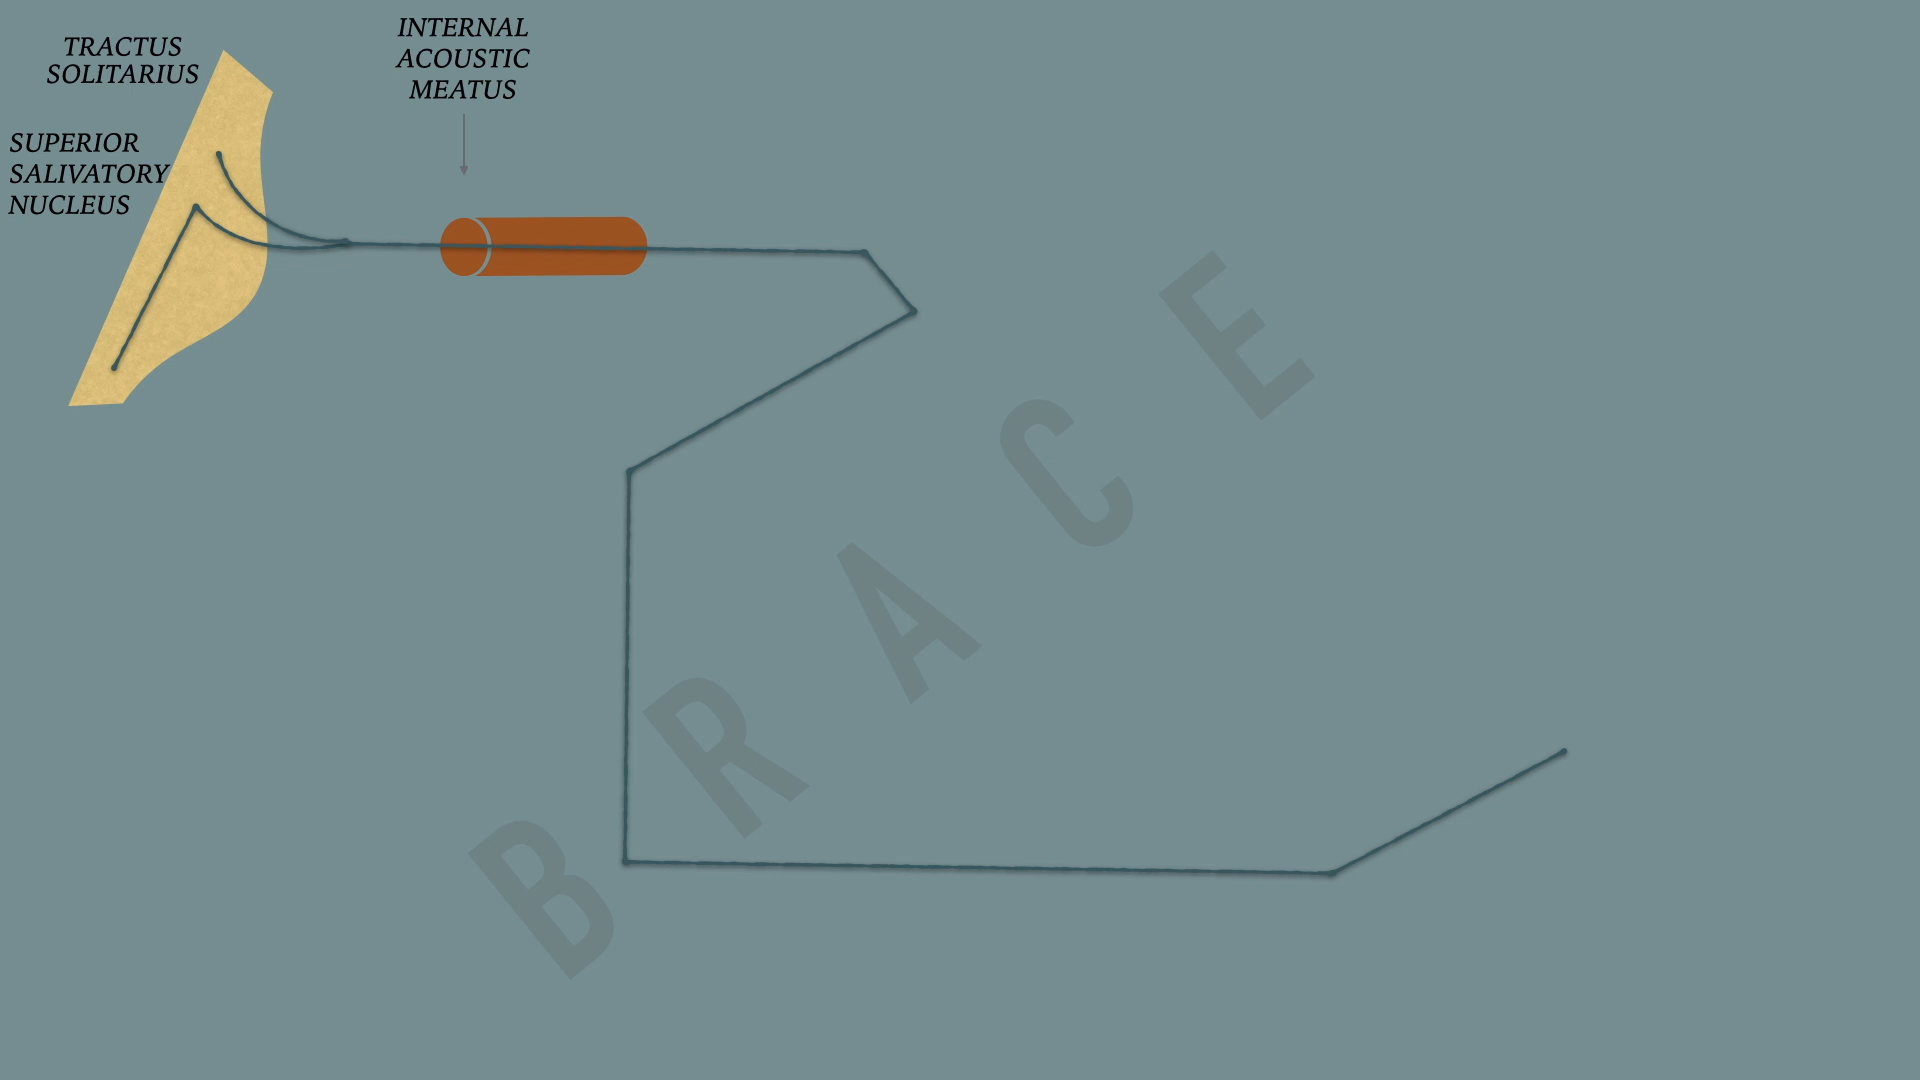 TRACTUS
SOLITARIUS
INTERNAL
ACOUSTIC
MEATUS
SUPERIOR
SALIVATORY
NUCLEUS
BRACE